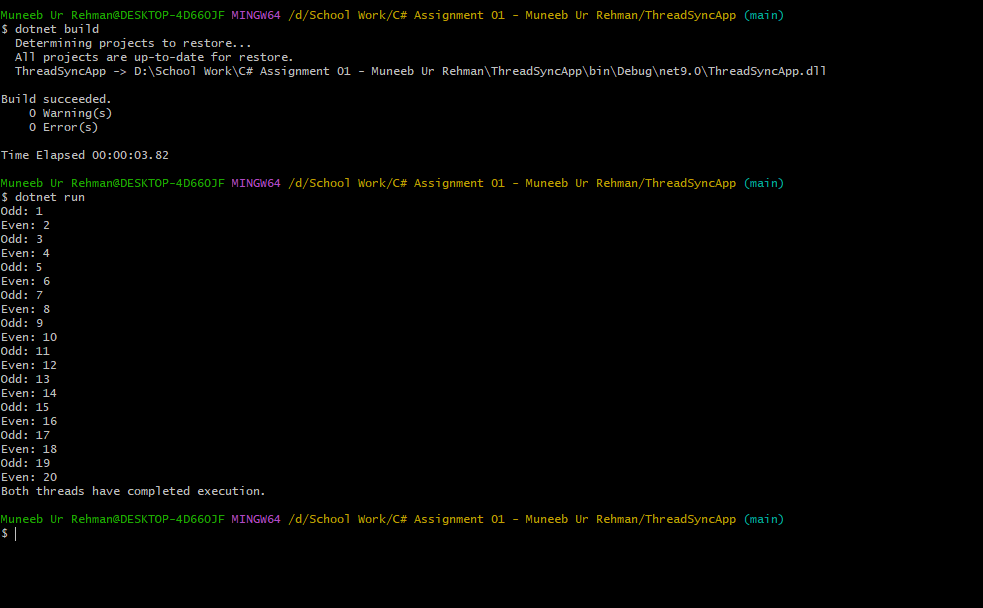 Muneeb Ur Rehman@DESKTOP-4D66OJF MINGW64 /d/School Work/C# Assignment 01 - Muneeb Ur Rehman/ThreadSyncApp (main)
$ dotnet build
  Determining projects to restore...
  All projects are up-to-date for restore.
  ThreadSyncApp -> D:\School Work\C# Assignment 01 - Muneeb Ur Rehman\ThreadSyncApp\bin\Debug\net9.0\ThreadSyncApp.dll

Build succeeded.
    0 Warning(s)
    0 Error(s)

Time Elapsed 00:00:03.82

Muneeb Ur Rehman@DESKTOP-4D66OJF MINGW64 /d/School Work/C# Assignment 01 - Muneeb Ur Rehman/ThreadSyncApp (main)
$ dotnet run
Odd: 1
Even: 2
Odd: 3
Even: 4
Odd: 5
Even: 6
Odd: 7
Even: 8
Odd: 9
Even: 10
Odd: 11
Even: 12
Odd: 13
Even: 14
Odd: 15
Even: 16
Odd: 17
Even: 18
Odd: 19
Even: 20
Both threads have completed execution.

Muneeb Ur Rehman@DESKTOP-4D66OJF MINGW64 /d/School Work/C# Assignment 01 - Muneeb Ur Rehman/ThreadSyncApp (main)
$